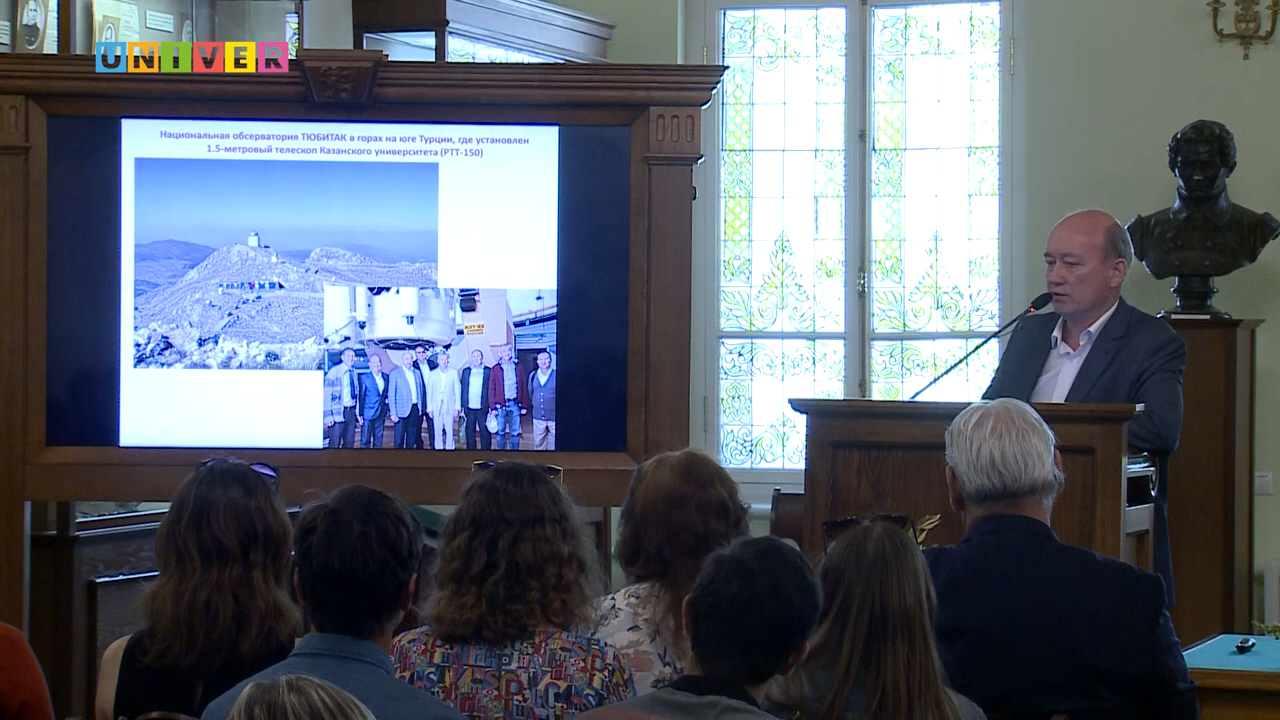 UNIVER
Национальная обсерватория ТЮБИТАК в горах на юге Турции, где установлен
1.5-метровый телескоп Казанского университета (РТТ-150)